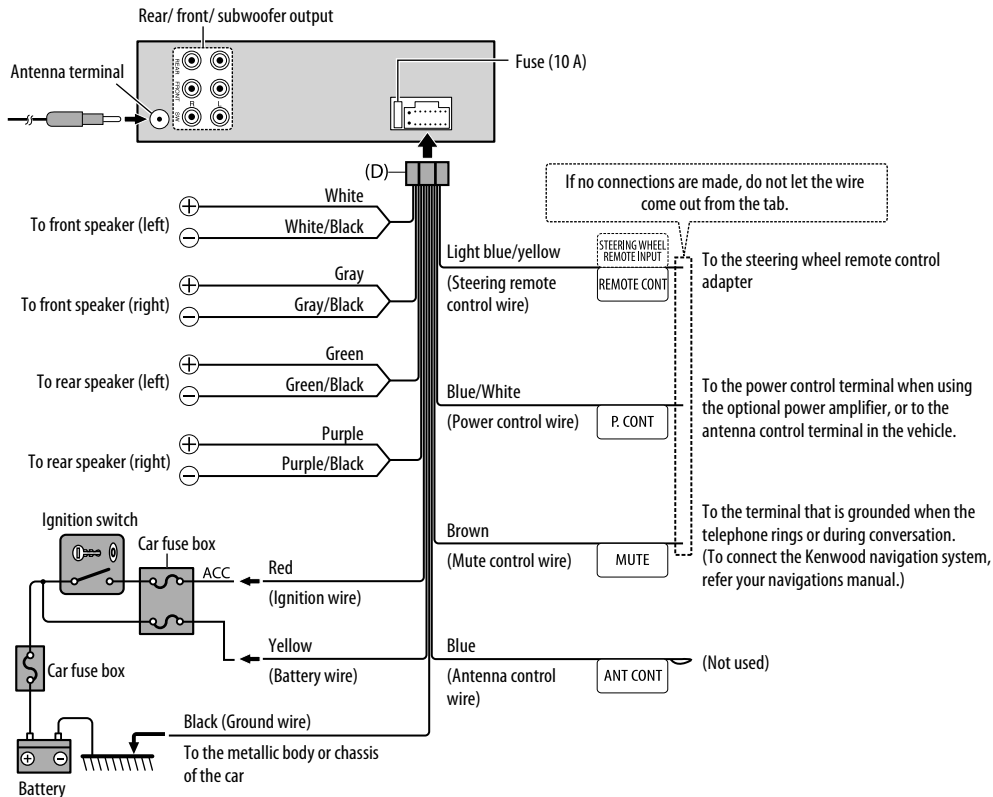 Rear/ front/ subwoofer output
Antenna terminal
Fuse (10 A)
REAR
FRONT
SW
R
L
(D)
If no connections are made, do not let the wire
come out from the tab.
White
White/Black
To front speaker (left)
Gray
Gray/Black
To front speaker (right)
Green
Green/Black
To rear speaker (left)
Purple
Purple/Black
To rear speaker (right)
Light blue/yellow
(Steering remote
control wire)
STEERING WHEEL
REMOTE INPUT
REMOTE CONT
To the steering wheel remote control
adapter
Blue/White
(Power control wire)
P. CONT
To the power control terminal when using
the optional power amplifier, or to the
antenna control terminal in the vehicle.
Brown
(Mute control wire)
MUTE
To the terminal that is grounded when the
telephone rings or during conversation.
(To connect the Kenwood navigation system,
refer your navigations manual.)
Ignition switch
Car fuse box
ACC
Red
(Ignition wire)
Yellow
(Battery wire)
Car fuse box
Blue
(Antenna control
wire)
ANT CONT
(Not used)
Black (Ground wire)
To the metallic body or chassis
of the car
Battery